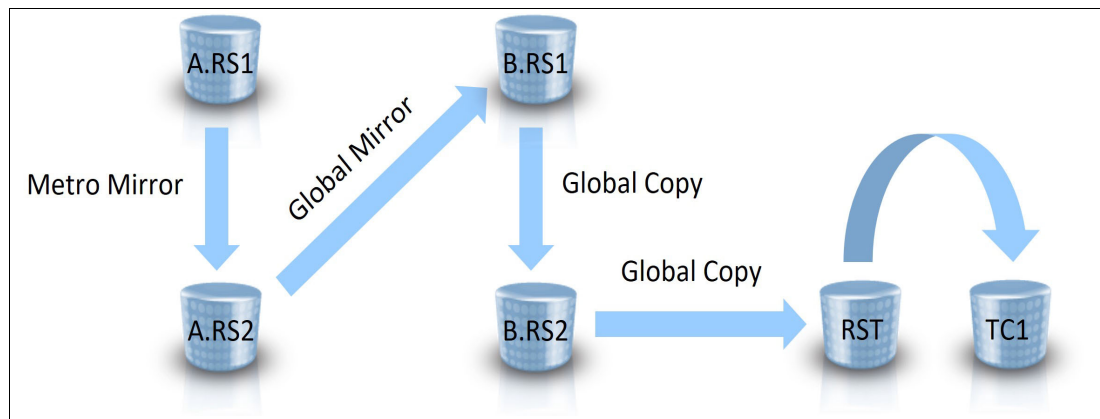 A.RS1
B.RS1
Metro Mirror
Global Mirror
Global Copy
Global Copy
A.RS2
B.RS2
RST
TC1